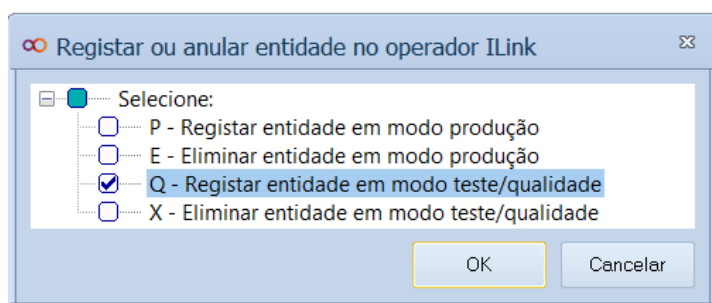 Registar ou anular entidade no operador ILink
Selecione:
P - Registar entidade em modo produção
E - Eliminar entidade em modo produção
Q - Registar entidade em modo teste/qualidade
X - Eliminar entidade em modo teste/qualidade
OK Cancelar